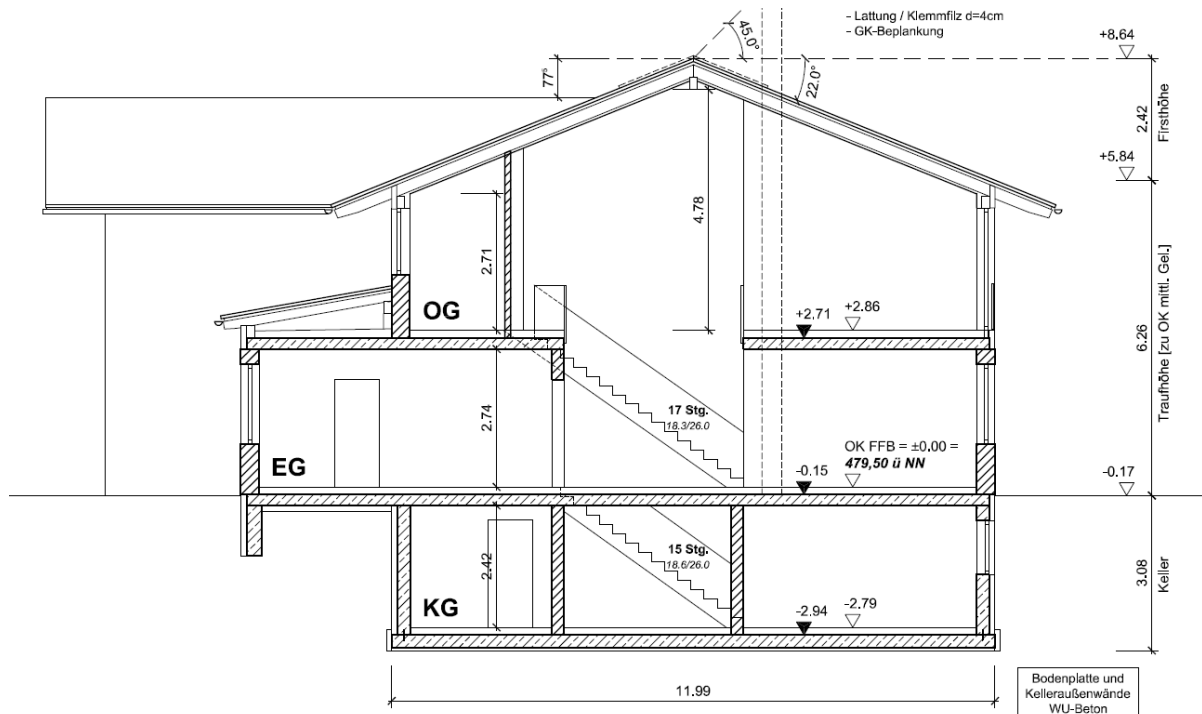 - Lattung / Klemmfilz d=4cm
- GK-Beplankung
45.0°
+8.64
77⁵
22.0°
2.42
Firsthöhe
+5.84
4.78
2.71
OG
+2.71
+2.86
6.26
Traufhöhe [zu OK mittl. Gel.]
2.74
17 Stg.
18.3/26.0
OK FFB = ±0.00 =
479,50 ü NN
EG
-0.15
-0.17
15 Stg.
18.6/26.0
2.42
3.08
Keller
KG
-2.94
-2.79
11.99
Bodenplatte und
Kelleraußenwände
WU-Beton